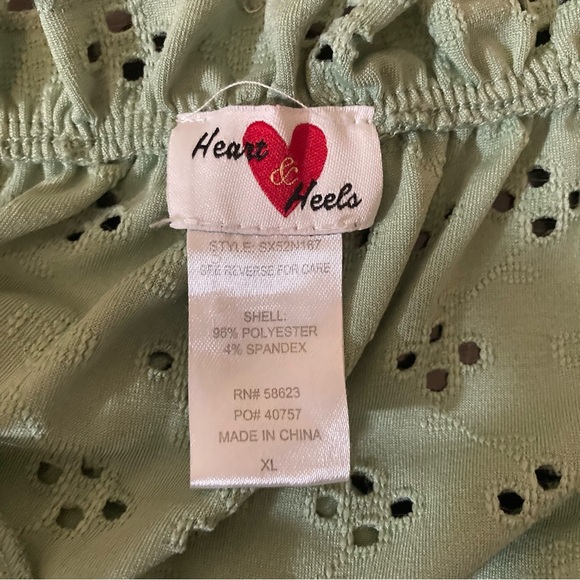 Heart
&
Heels
STYLE: SX52N167
SEE REVERSE FOR CARE
SHELL:
96% POLYESTER
4% SPANDEX
RN# 58623
PO# 40757
MADE IN CHINA
XL